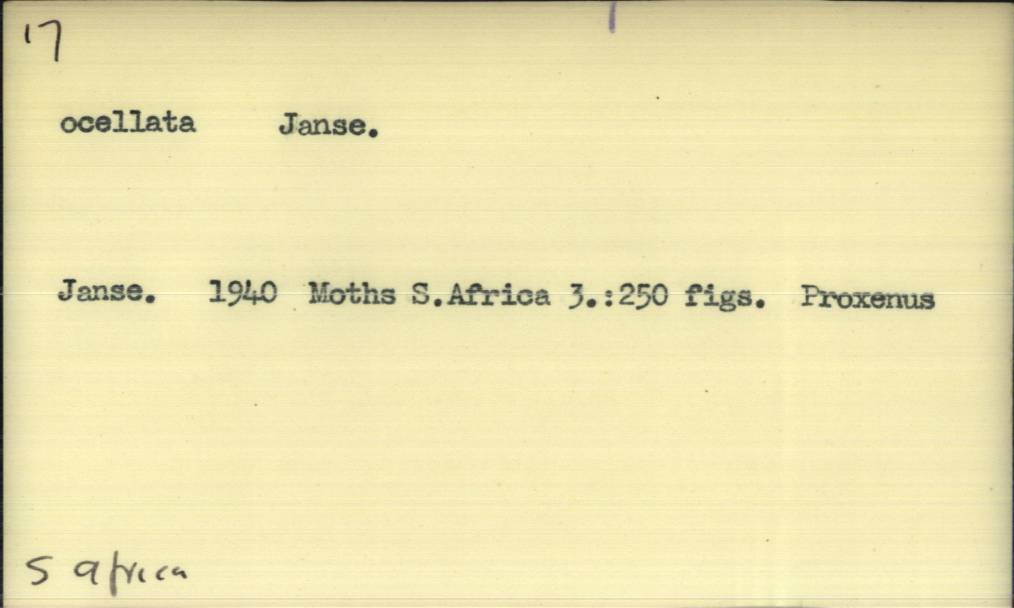 17
ocellata Janse.
Janse. 1940 Moths S.Africa 3.:250 figs. Proxenus
S Africa